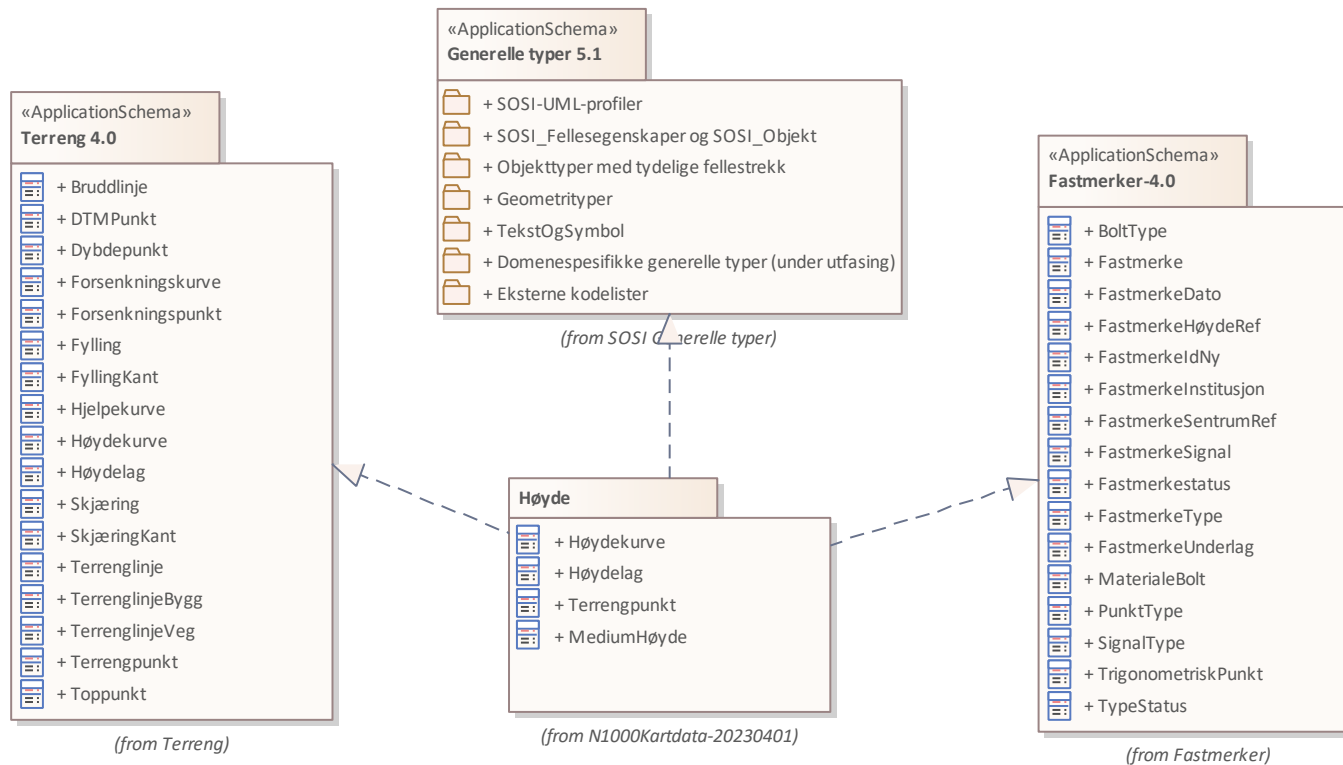 «ApplicationSchema»
Terreng 4.0
+ Bruddlinje
+ DTMPunkt
+ Dybdepunkt
+ Forsenkningskurve
+ Forsenkningspunkt
+ Fylling
+ FyllingKant
+ Hjelpekurve
+ Høydekurve
+ Høydelag
+ Skjæring
+ SkjæringKant
+ Terrenglinje
+ TerrenglinjeBygg
+ TerrenglinjeVeg
+ Terrengpunkt
+ Toppunkt
(from Terreng)
«ApplicationSchema»
Generelle typer 5.1
+ SOSI-UML-profiler
+ SOSI_Fellesegenskaper og SOSI_Objekt
+ Objekttyper med tydelige fellestrekk
+ Geometrityper
+ TekstOgSymbol
+ Domenespesifikke generelle typer (under utfasing)
+ Eksterne kodelister
(from SOSI Generelle typer)
Høyde
+ Høydekurve
+ Høydelag
+ Terrengpunkt
+ MediumHøyde
(from N1000Kartdata-20230401)
«ApplicationSchema»
Fastmerker-4.0
+ BoltType
+ Fastmerke
+ FastmerkeDato
+ FastmerkeHøydeRef
+ FastmerkeIdNy
+ FastmerkeInstitusjon
+ FastmerkeSentrumRef
+ FastmerkeSignal
+ Fastmerkestatus
+ FastmerkeType
+ FastmerkeUnderlag
+ MaterialeBolt
+ PunktType
+ SignalType
+ TrigonometriskPunkt
+ TypeStatus
(from Fastmerker)